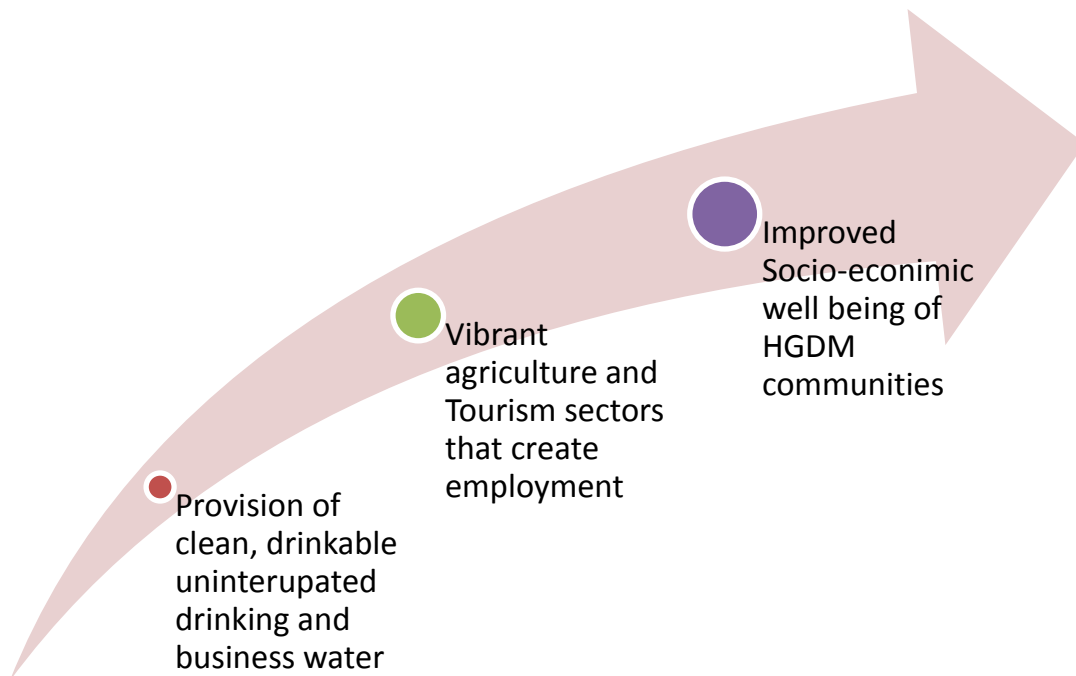 Improved
Socio-econimic
well being of
HGDM
communities
Vibrant
agriculture and
Tourism sectors
that create
employment
Provision of
clean, drinkable
uninterupated
drinking and
business water